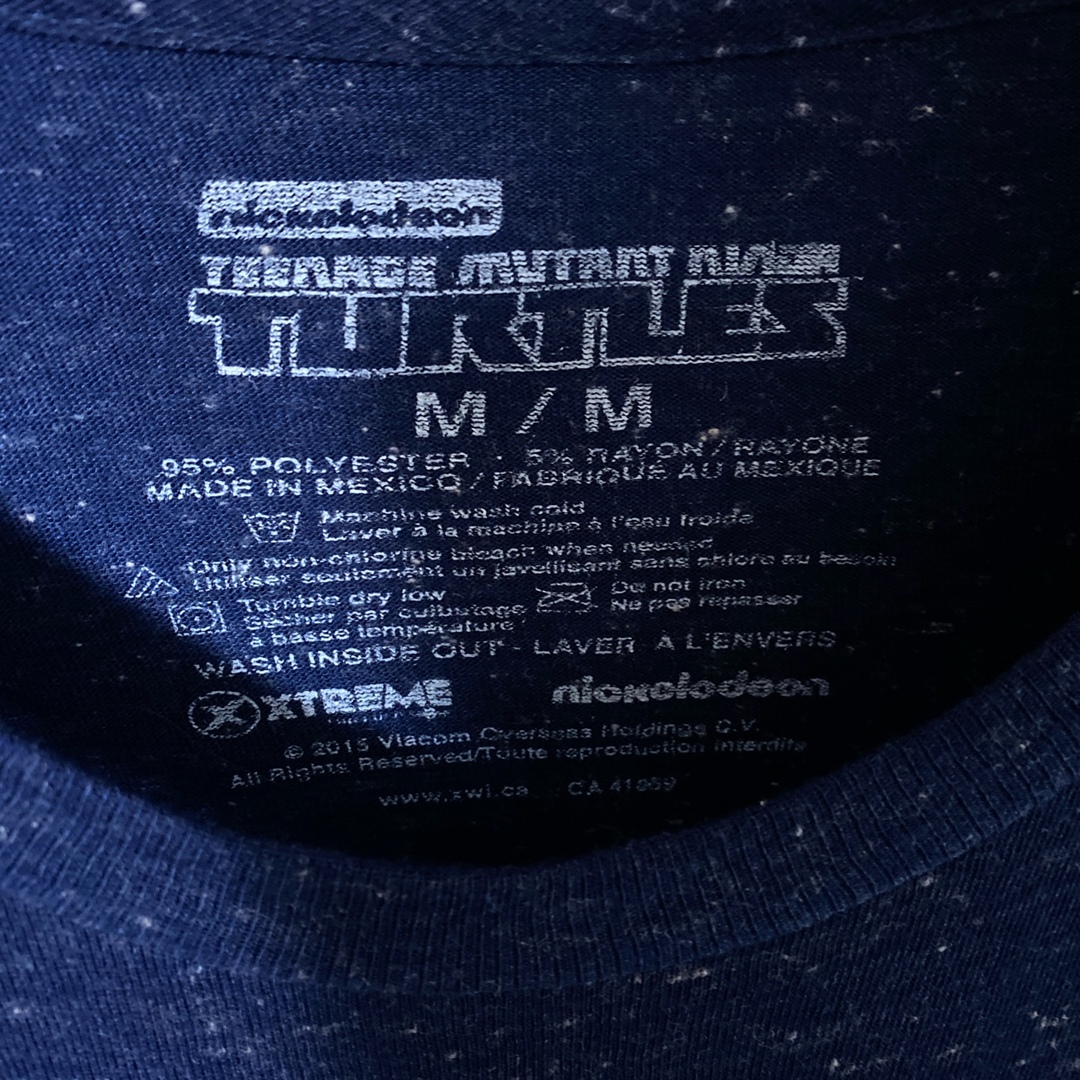 nickelodeon
TEENAGE MUTANT NINJA
TURTLES
M / M
95% POLYESTER · 5% RAYON / RAYONE
MADE IN MEXICO / FABRIQUÉ AU MEXIQUE
Machine wash cold
Laver à la machine à l'eau froide
Only non-chlorine bleach when needed
Utiliser seulement un javellisant sans chlore au besoin
Tumble dry low
Sécher par culbutage
à basse température
Do not iron
Ne pas repasser
WASH INSIDE OUT - LAVER À L'ENVERS
XTREME
nickelodeon
© 2015 Viacom Overseas Holdings C.V.
All Rights Reserved/Toute reproduction interdite
www.xwi.ca CA